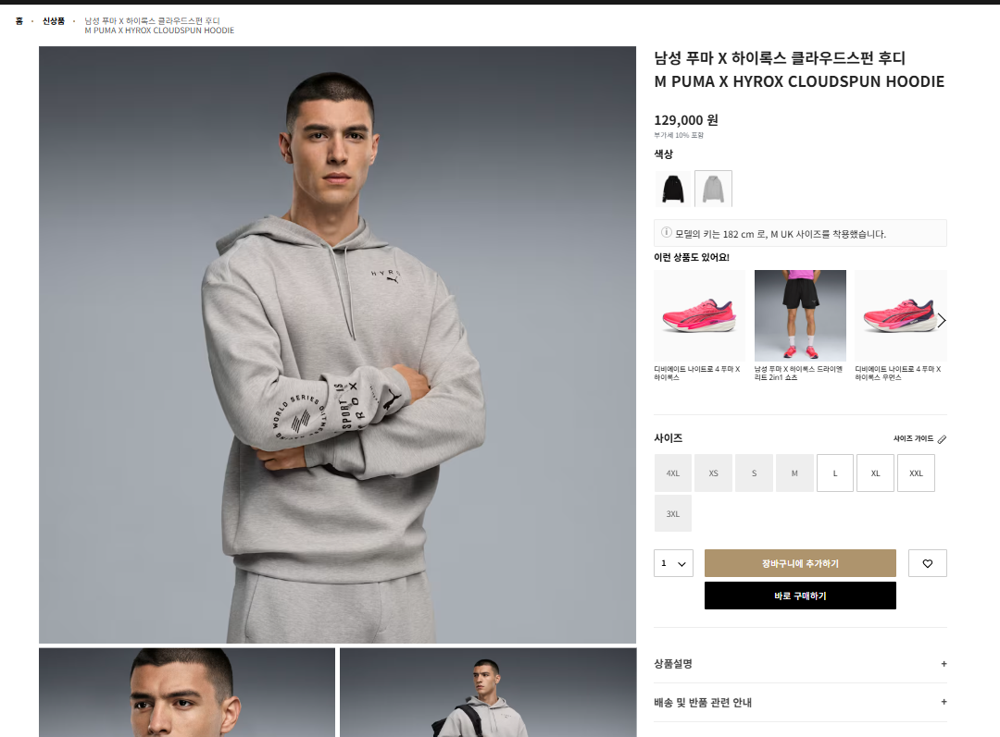 홈 · 신상품 · 남성 푸마 X 하이록스 클라우드스펀 후디
M PUMA X HYROX CLOUDSPUN HOODIE
남성 푸마 X 하이록스 클라우드스펀 후디
M PUMA X HYROX CLOUDSPUN HOODIE
129,000 원
부가세 10% 포함
색상
모델의 키는 182 cm 로, M UK 사이즈를 착용했습니다.
이런 상품도 있어요!
디비에이트 나이트로 4 푸마 X
하이록스
남성 푸마 X 하이록스 드라이엘
리트 2in1 쇼츠
디비에이트 나이트로 4 푸마 X
하이록스 우먼스
HYRO
WORLD SERIES OF
SPORT IS
ROX
사이즈
사이즈 가이드
4XL
XS
S
M
L
XL
XXL
3XL
1
장바구니에 추가하기
바로 구매하기
상품설명 +
배송 및 반품 관련 안내 +